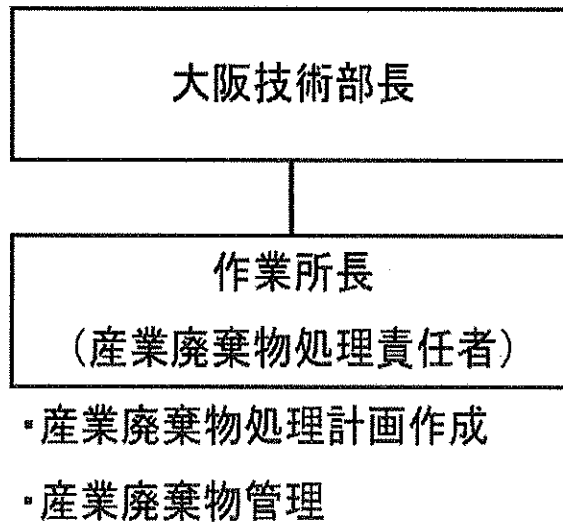 大阪技術部長
作業所長
（産業廃棄物処理責任者）
・産業廃棄物処理計画作成
・産業廃棄物管理